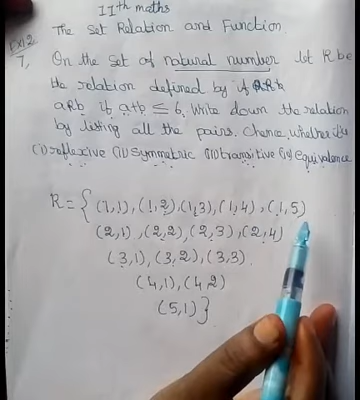 11th maths
The Set Relation and Function
Ex1.2
7, On the set of natural number let R be
the relation defined by
aRb if a+b ≤ 6. Write down the relation
by listing all the pairs. Chence, whether it is
(i) reflexive (ii) Symmetric (iii) transitive (iv) Equivalence
R = { (1,1), (1,2), (1,3), (1,4), (1,5)
(2,1), (2,2), (2,3), (2,4)
(3,1), (3,2), (3,3)
(4,1), (4,2)
(5,1) }